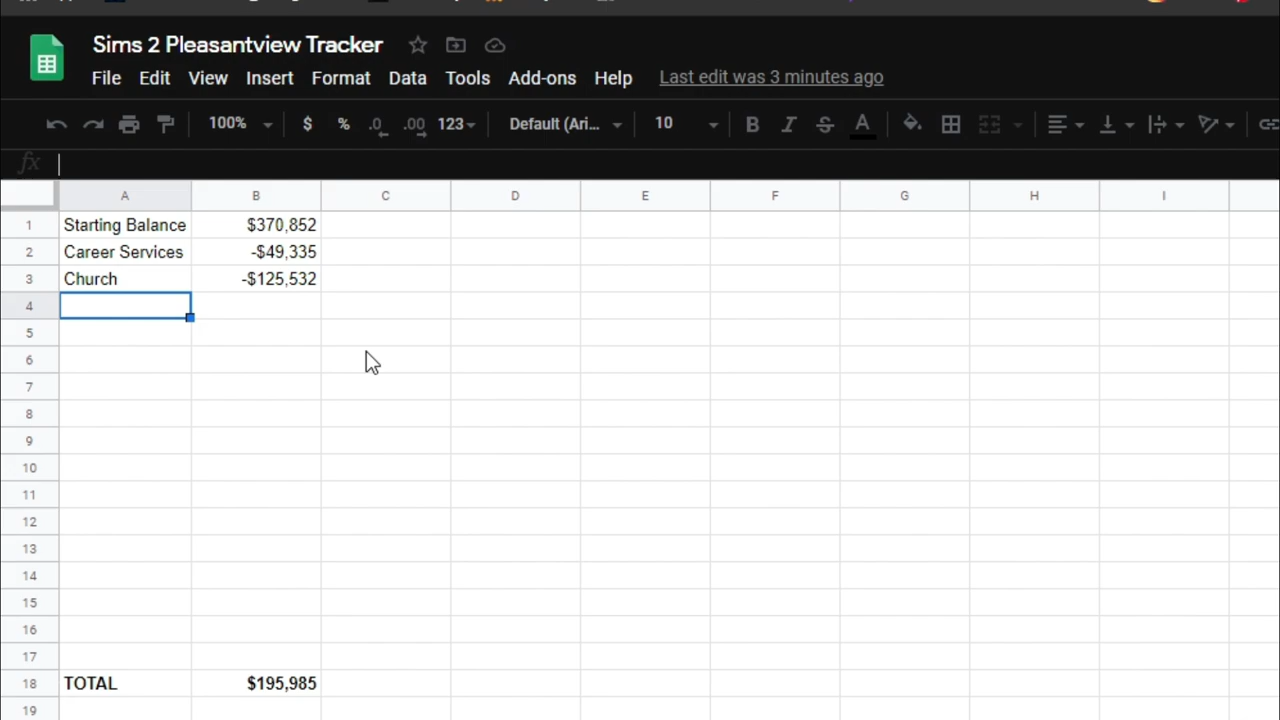 Sims 2 Pleasantview Tracker
File Edit View Insert Format Data Tools Add-ons Help Last edit was 3 minutes ago
100% $ % .0 .00 123 Default (Ari... 10 B I S A
fx
A B C D E F G H I
1 Starting Balance $370,852
2 Career Services -$49,335
3 Church -$125,532
4
5
6
7
8
9
10
11
12
13
14
15
16
17
18 TOTAL $195,985
19